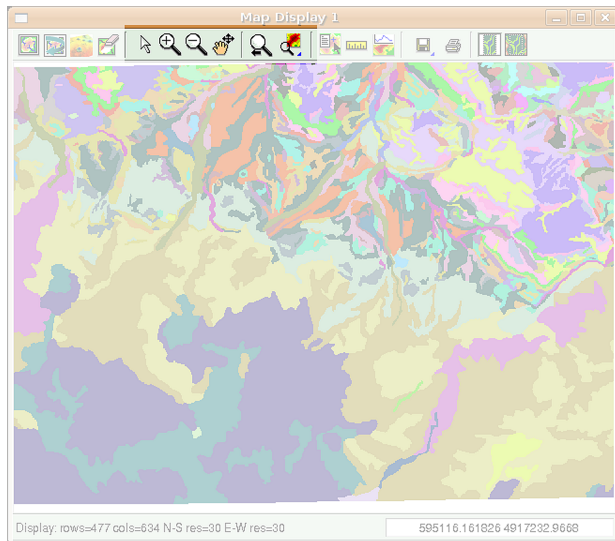 Map Display 1
Display: rows=477 cols=634 N-S res=30 E-W res=30
595116.161826 4917232.9668